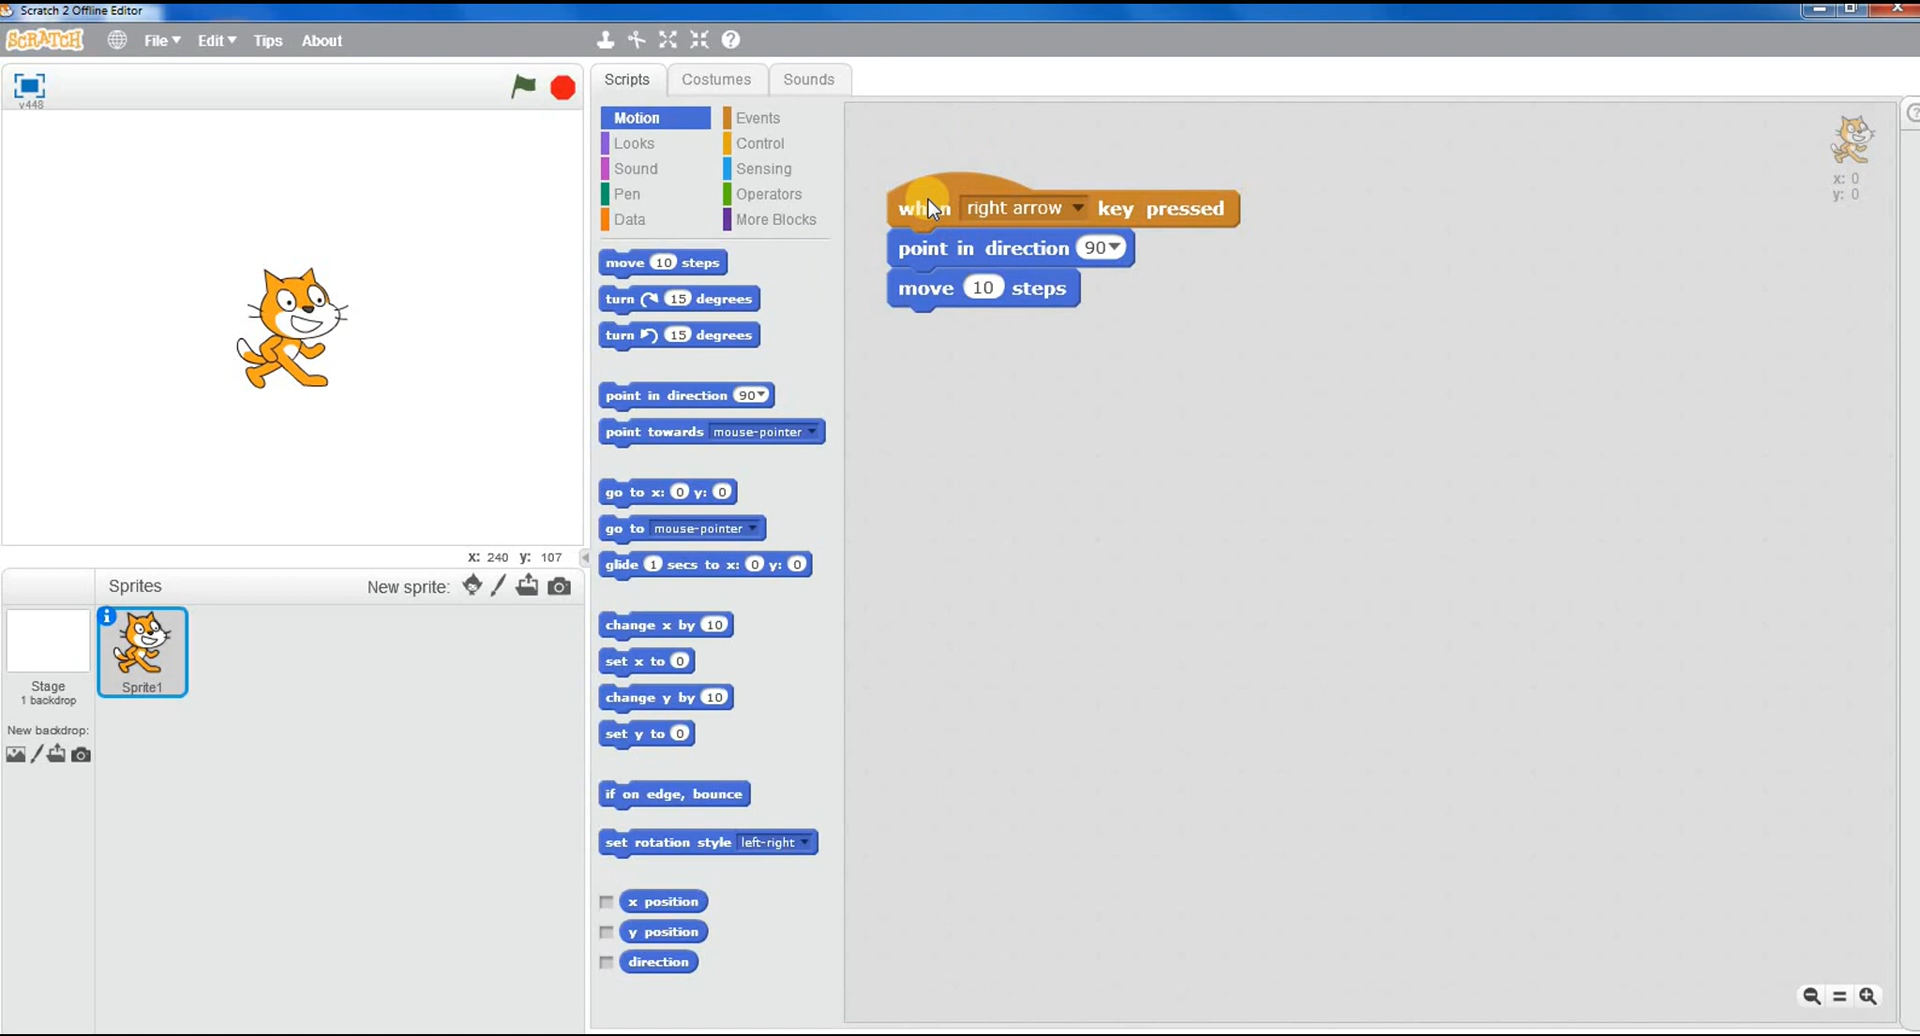 Scratch 2 Offline Editor
SCRATCH File Edit Tips About
v448
Scripts Costumes Sounds
Motion Events
Looks Control
Sound Sensing
Pen Operators
Data More Blocks
move 10 steps
turn 15 degrees
turn 15 degrees
point in direction 90
point towards mouse-pointer
go to x: 0 y: 0
go to mouse-pointer
glide 1 secs to x: 0 y: 0
change x by 10
set x to 0
change y by 10
set y to 0
if on edge, bounce
set rotation style left-right
x position
y position
direction
when right arrow key pressed
point in direction 90
move 10 steps
x: 0
y: 0
x: 240 y: 107
Sprites New sprite:
Stage
1 backdrop
New backdrop:
Sprite1